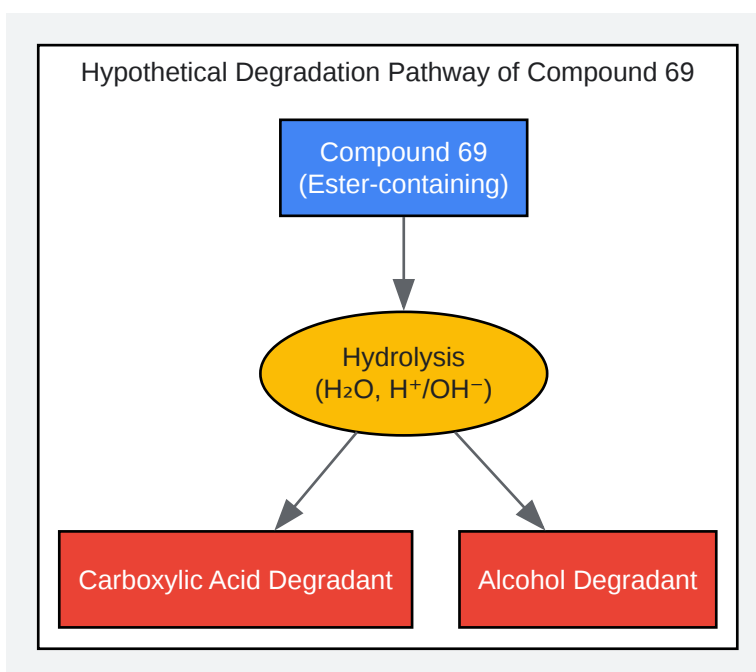 Hypothetical Degradation Pathway of Compound 69
Compound 69
(Ester-containing)
Hydrolysis
(H₂O, H⁺/OH⁻)
Carboxylic Acid Degradant
Alcohol Degradant